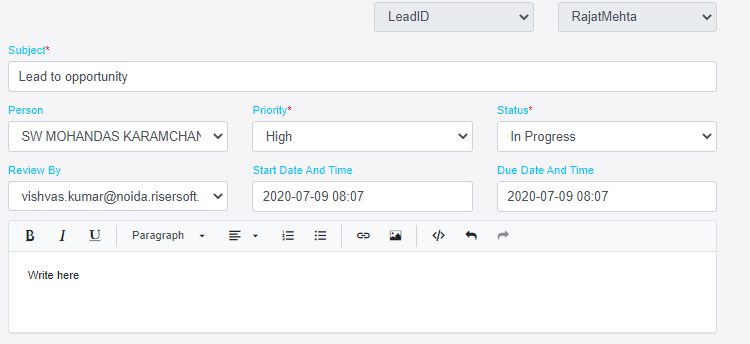 LeadID RajatMehta
Subject*
Lead to opportunity
Person Priority* Status*
SW MOHANDAS KARAMCHAN High In Progress
Review By Start Date And Time Due Date And Time
vishvas.kumar@noida.risersoft. 2020-07-09 08:07 2020-07-09 08:07
B I U Paragraph
Write here